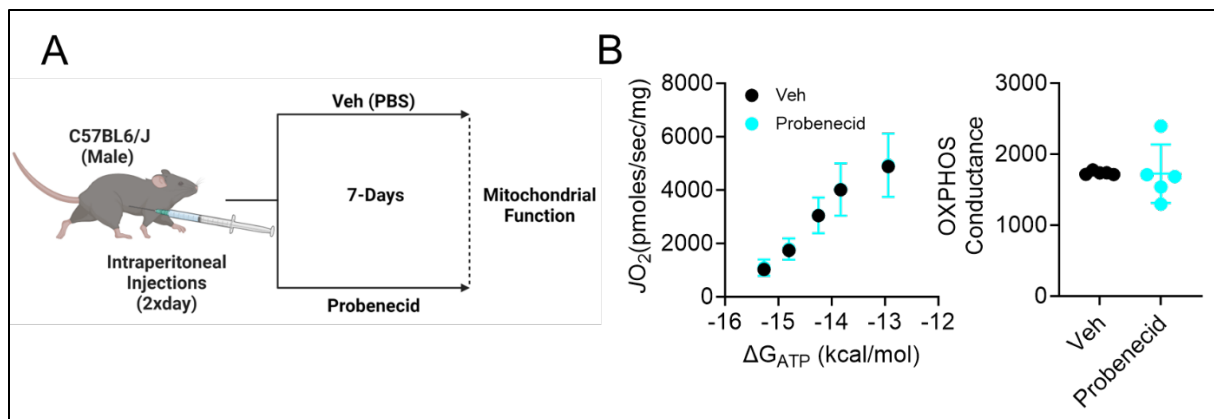 A
C57BL6/J
(Male)
Intraperitoneal
Injections
(2xday)
Veh (PBS)
7-Days
Probenecid
Mitochondrial
Function
B
JO₂(pmoles/sec/mg)
8000
6000
4000
2000
0
Veh
Probenecid
-16 -15 -14 -13 -12
ΔG_ATP (kcal/mol)
OXPHOS
Conductance
3000
2000
1000
0
Veh
Probenecid